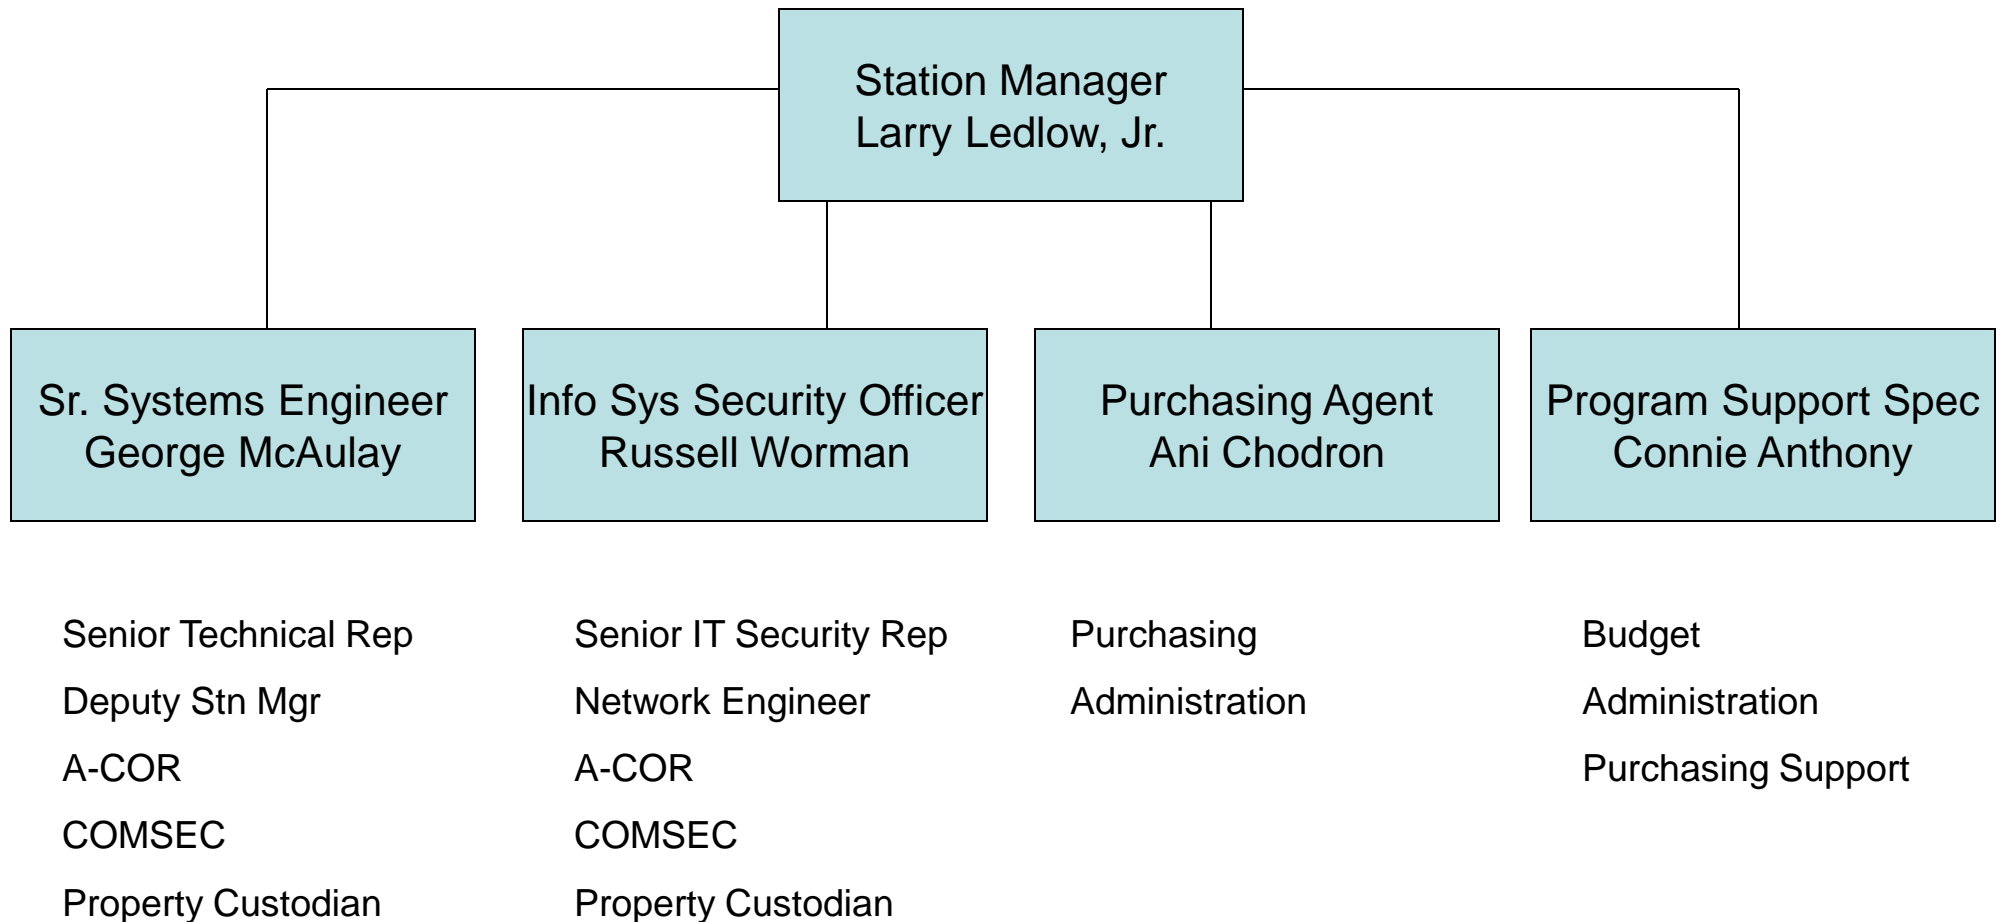 Station Manager
Larry Ledlow, Jr.
Sr. Systems Engineer
George McAulay
Info Sys Security Officer
Russell Worman
Purchasing Agent
Ani Chodron
Program Support Spec
Connie Anthony
Senior Technical Rep
Deputy Stn Mgr
A-COR
COMSEC
Property Custodian
Senior IT Security Rep
Network Engineer
A-COR
COMSEC
Property Custodian
Purchasing
Administration
Budget
Administration
Purchasing Support